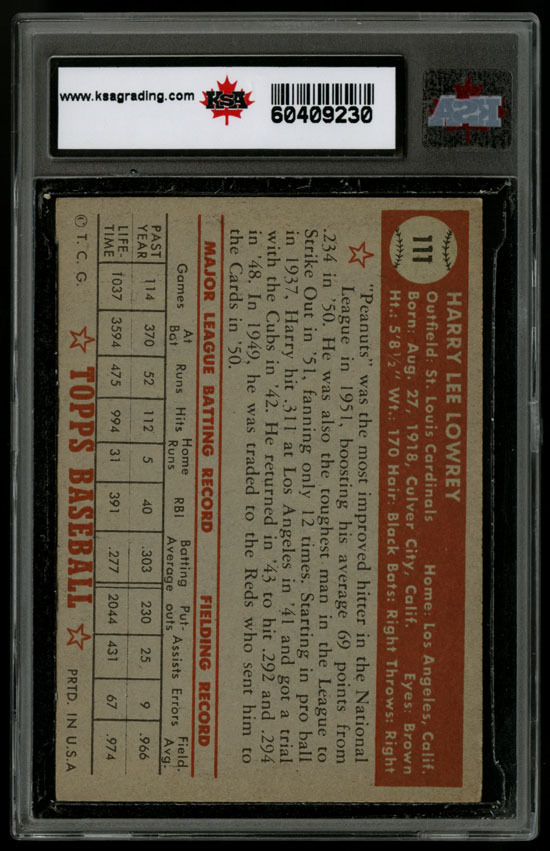 www.ksagrading.com
KSA
60409230
KSA
111
HARRY LEE LOWREY
Outfield: St. Louis Cardinals Home: Los Angeles, Calif.
Born: Aug. 27, 1918, Culver City, Calif. Eyes: Brown
Ht.: 5'8½" Wt.: 170 Hair: Black Bats: Right Throws: Right
"Peanuts" was the most improved hitter in the National
League in 1951, boosting his average 69 points from
.234 in '50. He was also the toughest man in the League to
Strike Out in '51, fanning only 12 times. Starting in pro ball
in 1937, Harry hit .311 at Los Angeles in '41 and got a trial
with the Cubs in '42. He returned in '43 to hit .292 and .294
in '48. In 1949, he was traded to the Reds who sent him to
the Cards in '50.
MAJOR LEAGUE BATTING RECORD FIELDING RECORD
Games At Bat Runs Hits Home Runs RBI Batting Average Put-outs Assists Errors Field. Avg.
PAST YEAR 114 370 52 112 5 40 .303 230 25 9 .966
LIFE-TIME 1037 3594 475 994 31 391 .277 2044 431 67 .974
© T. C. G. TOPPS BASEBALL PRTD. IN U.S.A